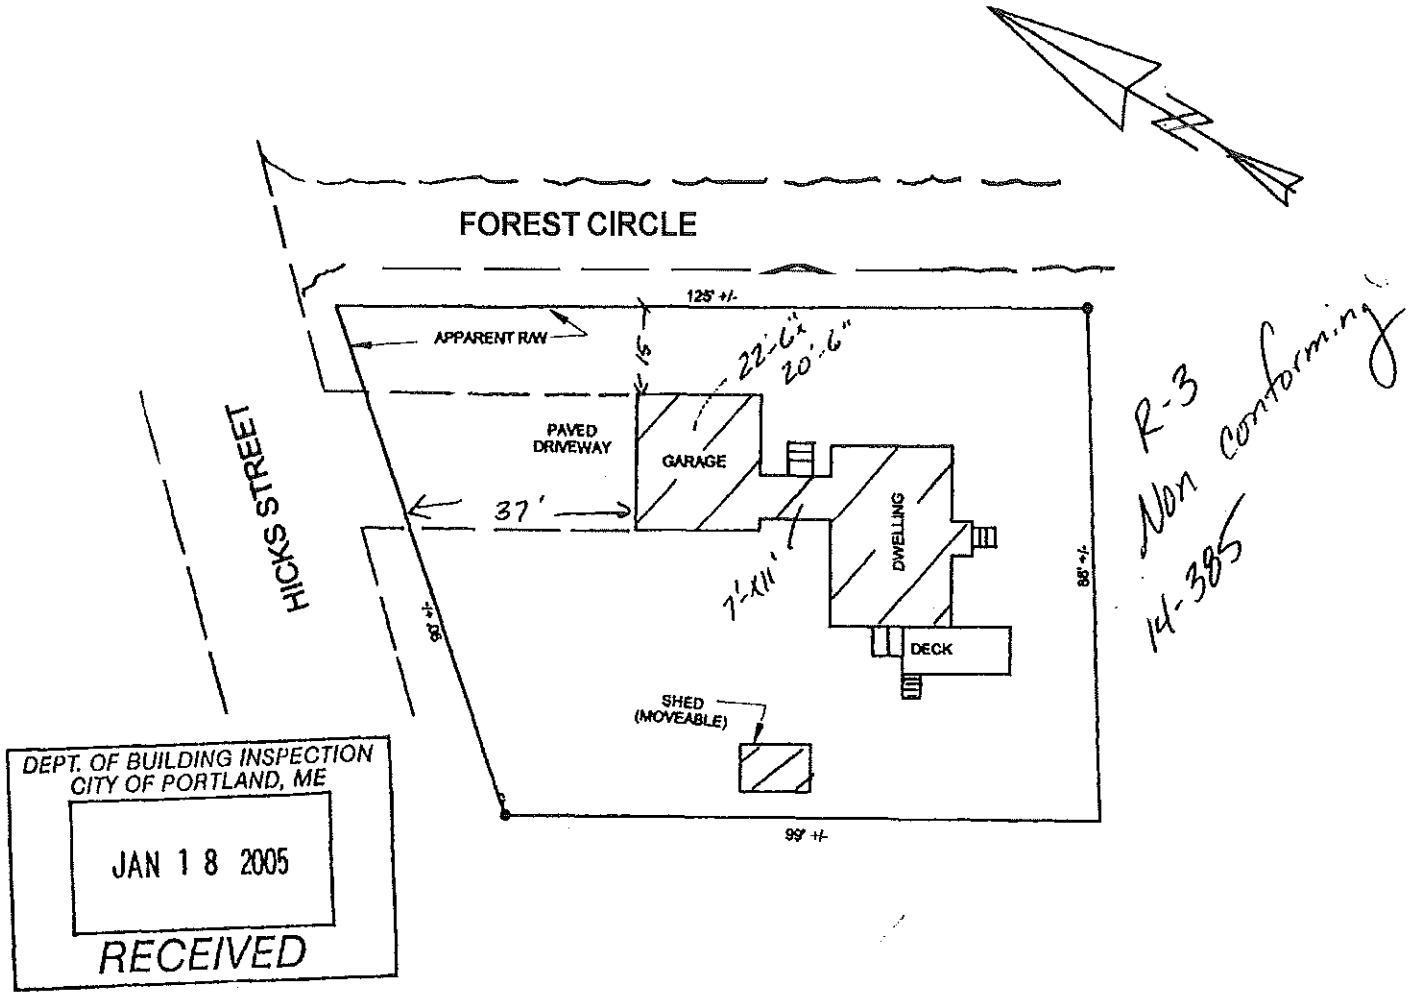 FOREST CIRCLE
125' +/-
APPARENT R/W
15'
22'-6" x
20'-6"
PAVED
DRIVEWAY
GARAGE
HICKS STREET
37'
DWELLING
7'x11'
88' +/-
90' +/-
DECK
SHED
(MOVEABLE)
99' +/-
R-3
Non conforming
14-385
DEPT. OF BUILDING INSPECTION
CITY OF PORTLAND, ME
JAN 18 2005
RECEIVED